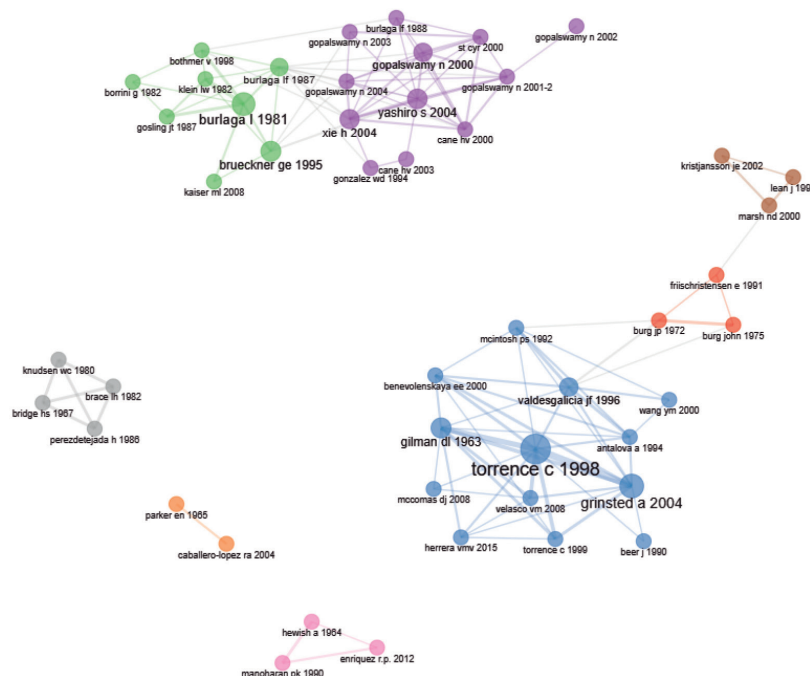 burlaga lf 1988
gopalswamy n 2002
gopalswamy n 2003
st cyr 2000
bothmer v 1998
gopalswamy n 2000
burlaga lf 1987
borrini g 1982
klein lw 1982
gopalswamy n 2004
gopalswamy n 2001-2
yashiro s 2004
burlaga l 1981
gosling jt 1987
xie h 2004
cane hv 2000
brueckner ge 1995
cane hv 2003
gonzalez wd 1994
kaiser ml 2008
kristjansson je 2002
lean j 199
marsh nd 2000
friischristensen e 1991
burg jp 1972
burg john 1975
mcintosh ps 1992
knudsen wc 1980
benevolenskaya ee 2000
valdesgalicia jf 1996
brace lh 1982
wang ym 2000
bridge hs 1967
perezdetejada h 1986
gilman dl 1963
antalova a 1994
torrence c 1998
mccomas dj 2008
grinsted a 2004
velasco vm 2008
parker en 1965
herrera vmv 2015
torrence c 1999
beer j 1990
caballero-lopez ra 2004
hewish a 1964
enriquez r.p. 2012
manoharan pk 1990